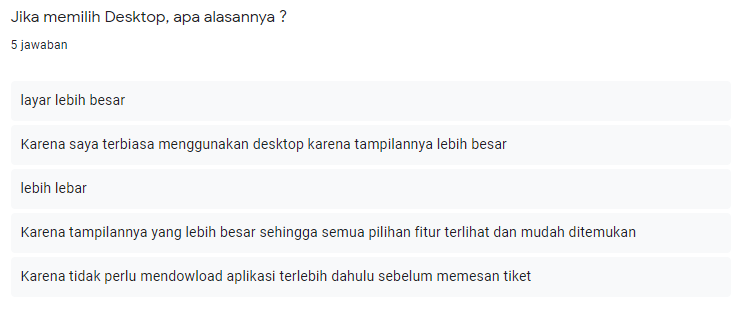 Jika memilih Desktop, apa alasannya ?
5 jawaban
layar lebih besar
Karena saya terbiasa menggunakan desktop karena tampilannya lebih besar
lebih lebar
Karena tampilannya yang lebih besar sehingga semua pilihan fitur terlihat dan mudah ditemukan
Karena tidak perlu mendowload aplikasi terlebih dahulu sebelum memesan tiket